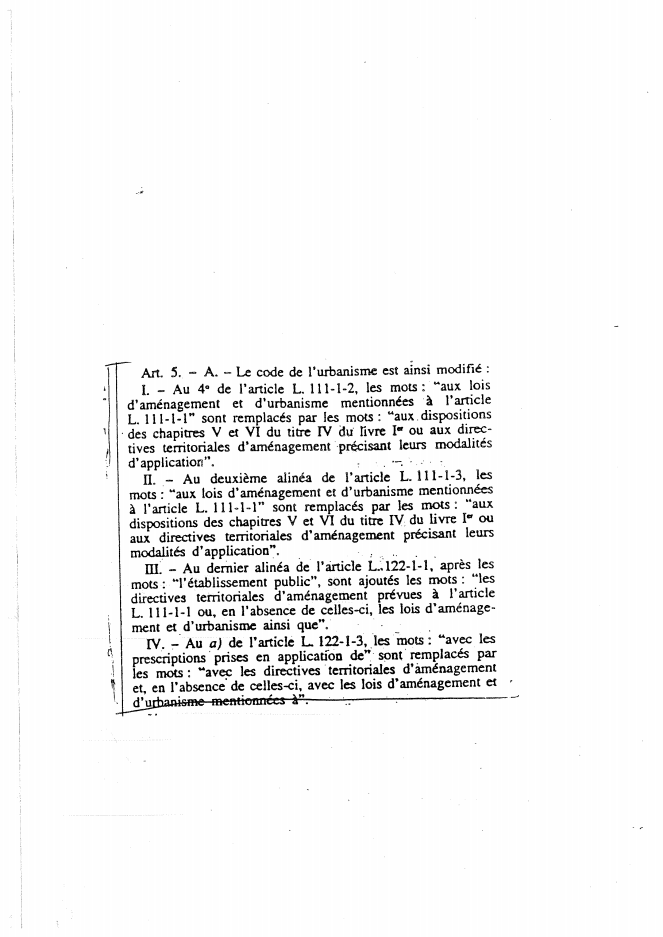 Art. 5. – A. – Le code de l'urbanisme est ainsi modifié :
I. – Au 4° de l'article L. 111-1-2, les mots : "aux lois
d'aménagement et d'urbanisme mentionnées à l'article
L. 111-1-1" sont remplacés par les mots : "aux dispositions
des chapitres V et VI du titre IV du livre Iᵉʳ ou aux direc-
tives territoriales d'aménagement précisant leurs modalités
d'application".
II. – Au deuxième alinéa de l'article L. 111-1-3, les
mots : "aux lois d'aménagement et d'urbanisme mentionnées
à l'article L. 111-1-1" sont remplacés par les mots : "aux
dispositions des chapitres V et VI du titre IV du livre Iᵉʳ ou
aux directives territoriales d'aménagement précisant leurs
modalités d'application".
III. – Au dernier alinéa de l'article L. 122-1-1, après les
mots : "l'établissement public", sont ajoutés les mots : "les
directives territoriales d'aménagement prévues à l'article
L. 111-1-1 ou, en l'absence de celles-ci, les lois d'aménage-
ment et d'urbanisme ainsi que".
IV. – Au a) de l'article L. 122-1-3, les mots : "avec les
prescriptions prises en application de" sont remplacés par
les mots : "avec les directives territoriales d'aménagement
et, en l'absence de celles-ci, avec les lois d'aménagement et
d'urbanisme mentionnées à".